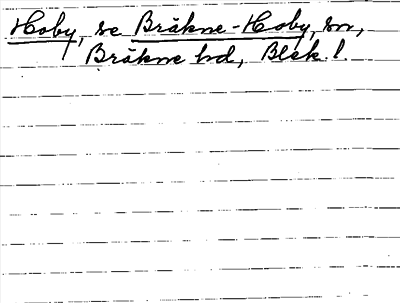 Hoby, se Bräkne-Hoby, sn,
Bräkne hd, Blek. l.